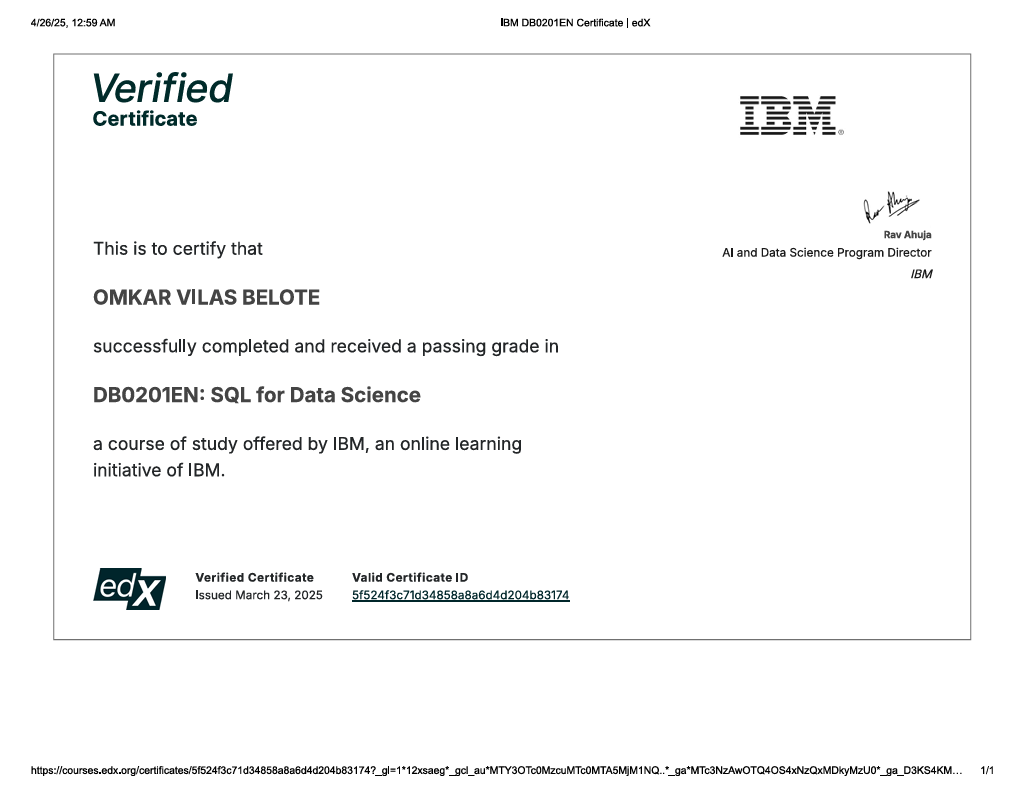 4/26/25, 12:59 AM
IBM DB0201EN Certificate | edX
Verified
Certificate
IBM®
Rav Ahuja
Rav Ahuja
AI and Data Science Program Director
IBM
This is to certify that
OMKAR VILAS BELOTE
successfully completed and received a passing grade in
DB0201EN: SQL for Data Science
a course of study offered by IBM, an online learning
initiative of IBM.
edX
Verified Certificate
Issued March 23, 2025
Valid Certificate ID
5f524f3c71d34858a8a6d4d204b83174
https://courses.edx.org/certificates/5f524f3c71d34858a8a6d4d204b83174?_gl=1*12xsaeg*_gcl_au*MTY3OTc0MzcuMTc0MTA5MjM1NQ..*_ga*MTc3NzAwOTQ4OS4xNzQxMDkyMzU0*_ga_D3KS4KM… 1/1